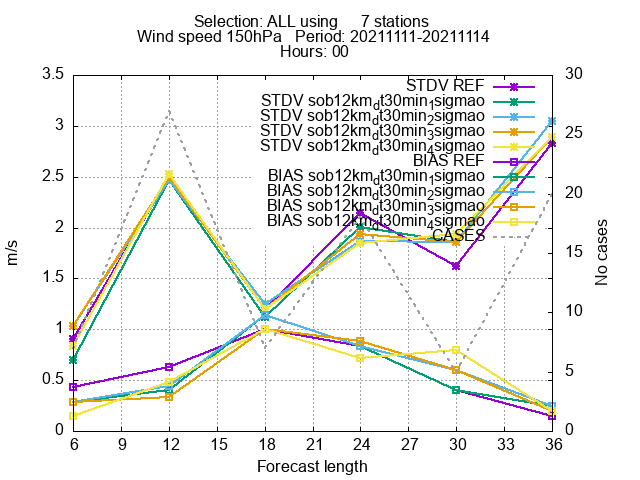 Selection: ALL using 7 stations
Wind speed 150hPa Period: 20211111-20211114
Hours: 00
STDV REF
STDV sob12km_dt30min_1sigmao
STDV sob12km_dt30min_2sigmao
STDV sob12km_dt30min_3sigmao
STDV sob12km_dt30min_4sigmao
BIAS REF
BIAS sob12km_dt30min_1sigmao
BIAS sob12km_dt30min_2sigmao
BIAS sob12km_dt30min_3sigmao
BIAS sob12km_dt30min_4sigmao
CASES
m/s
3.5
3
2.5
2
1.5
1
0.5
0
No cases
30
25
20
15
10
5
0
6 9 12 15 18 21 24 27 30 33 36
Forecast length